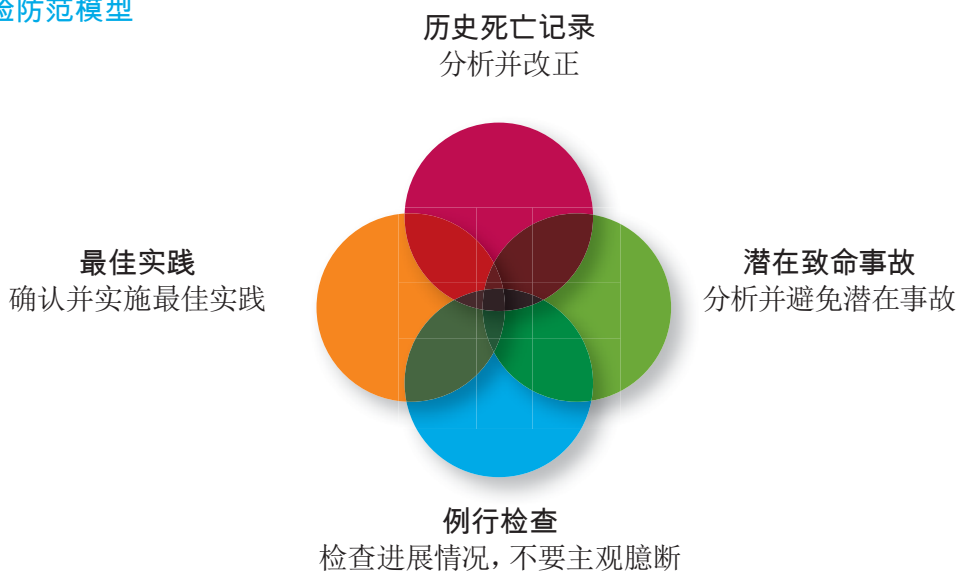 险防范模型
历史死亡记录
分析并改正
最佳实践
确认并实施最佳实践
潜在致命事故
分析并避免潜在事故
例行检查
检查进展情况，不要主观臆断